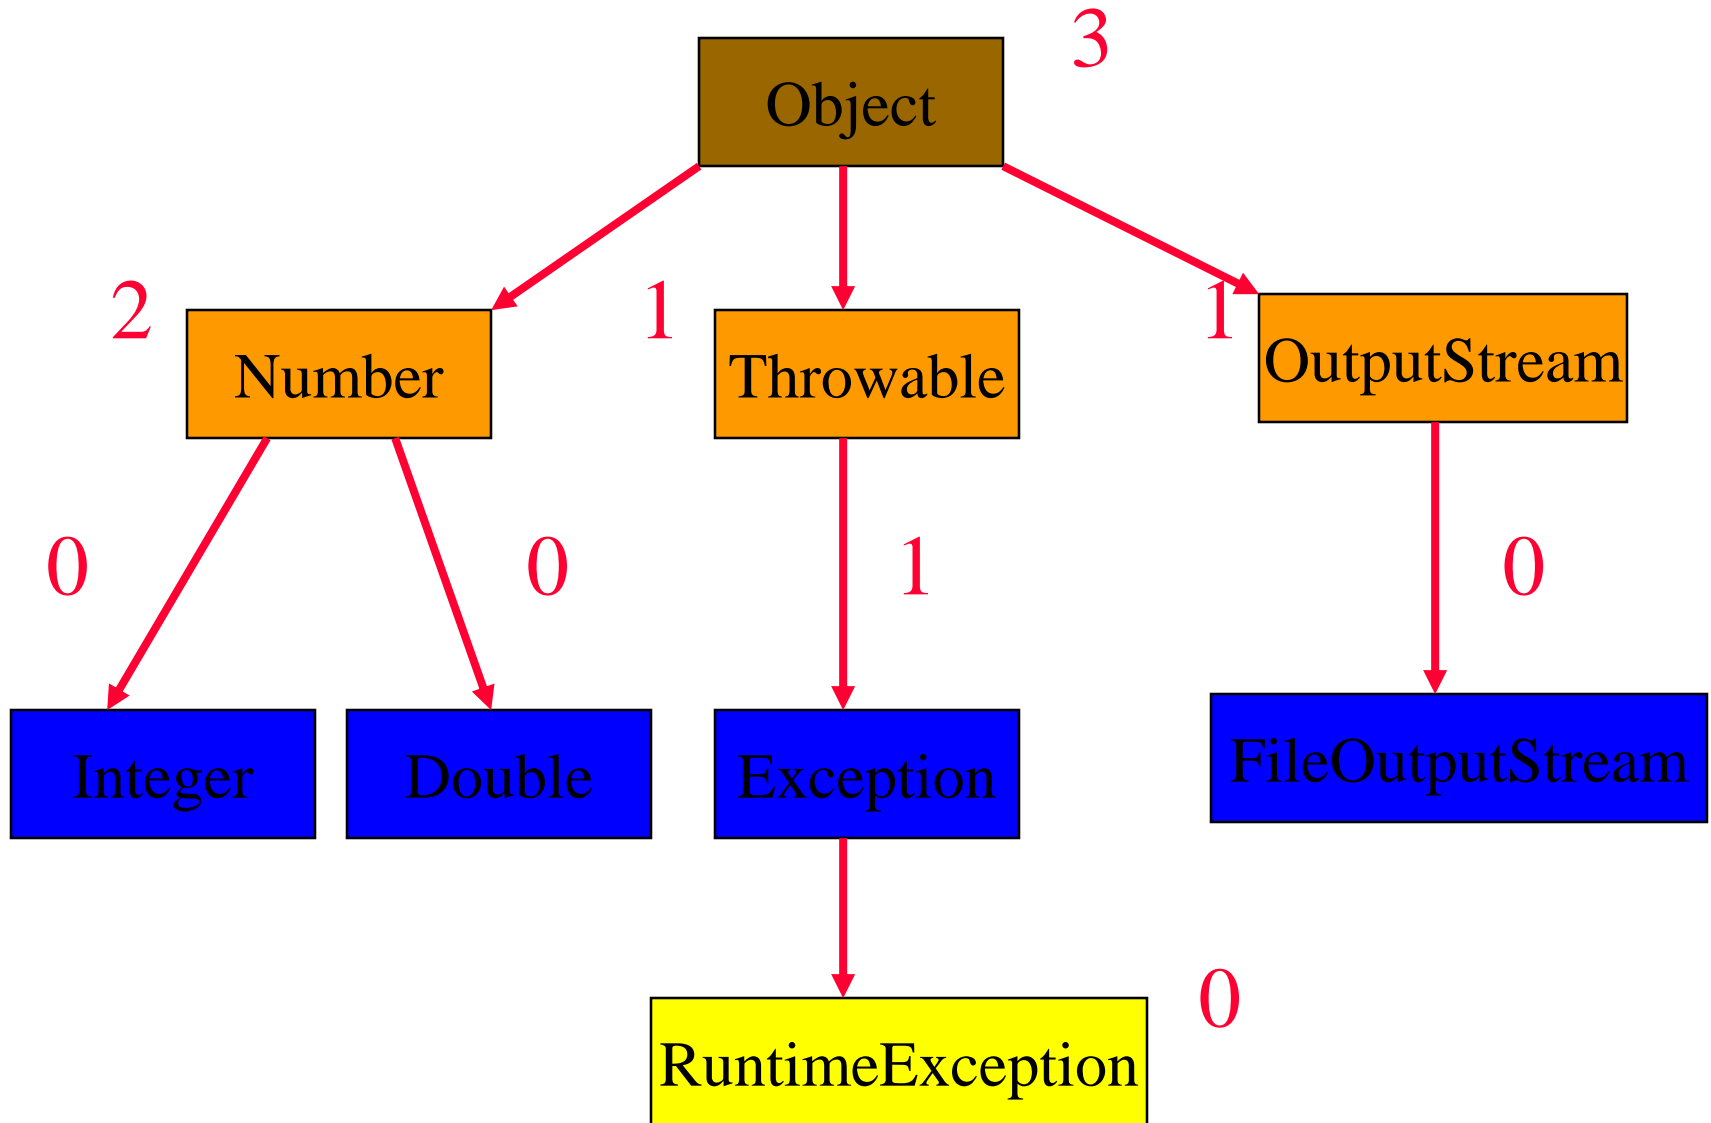 3
Object
2
1
1
Number
Throwable
OutputStream
0
0
1
0
Integer
Double
Exception
FileOutputStream
0
RuntimeException